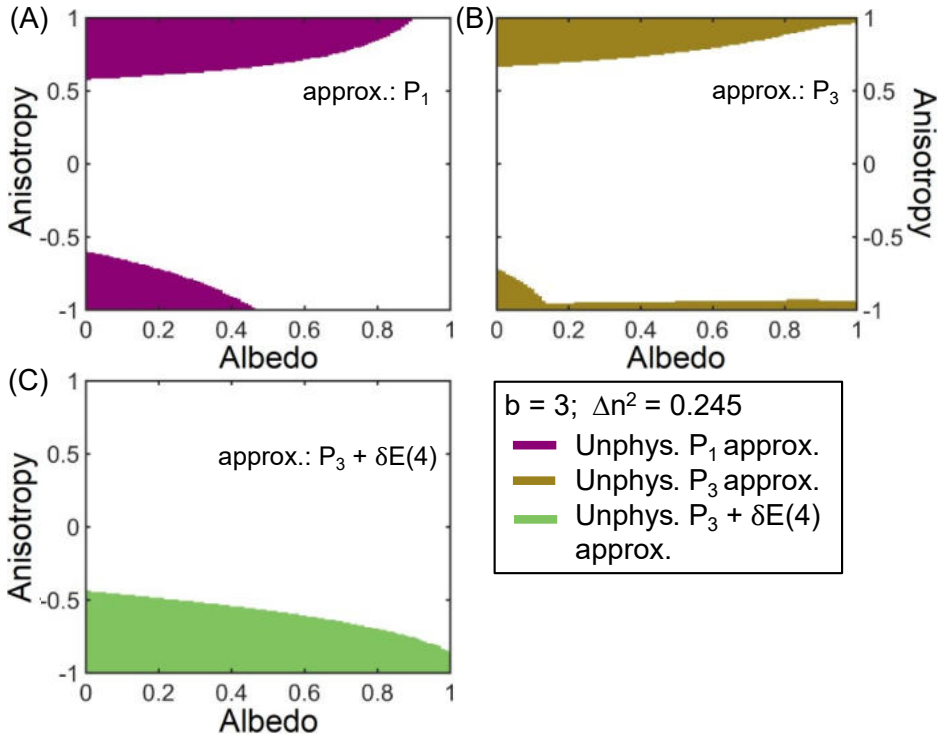 (A)
(B)
1
0.5
0
-0.5
-1
Anisotropy
approx.: P₁
0 0.2 0.4 0.6 0.8 1
Albedo
approx.: P₃
1
0.5
0
-0.5
-1
Anisotropy
0 0.2 0.4 0.6 0.8 1
Albedo
(C)
1
0.5
0
-0.5
-1
Anisotropy
approx.: P₃ + δE(4)
0 0.2 0.4 0.6 0.8 1
Albedo
b = 3; Δn² = 0.245
Unphys. P₁ approx.
Unphys. P₃ approx.
Unphys. P₃ + δE(4)
approx.